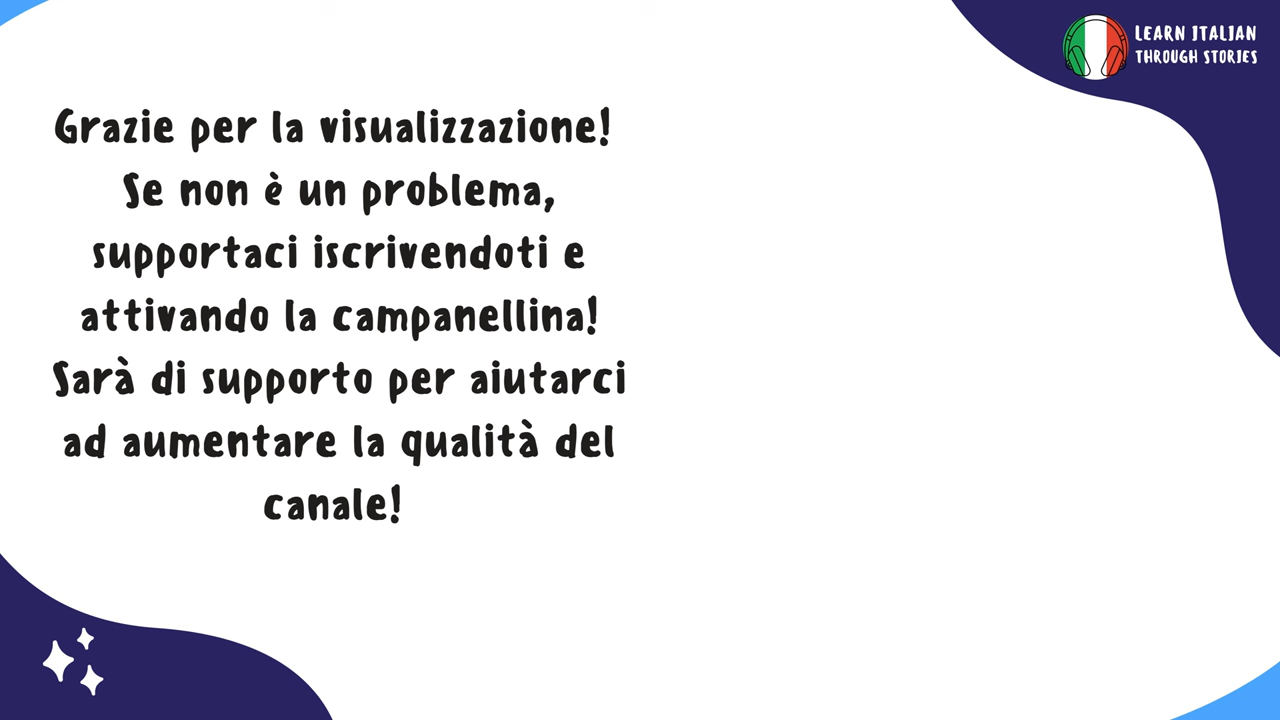 LEARN ITALIAN
THROUGH STORIES
Grazie per la visualizzazione!
Se non è un problema,
supportaci iscrivendoti e
attivando la campanellina!
Sarà di supporto per aiutarci
ad aumentare la qualità del
canale!